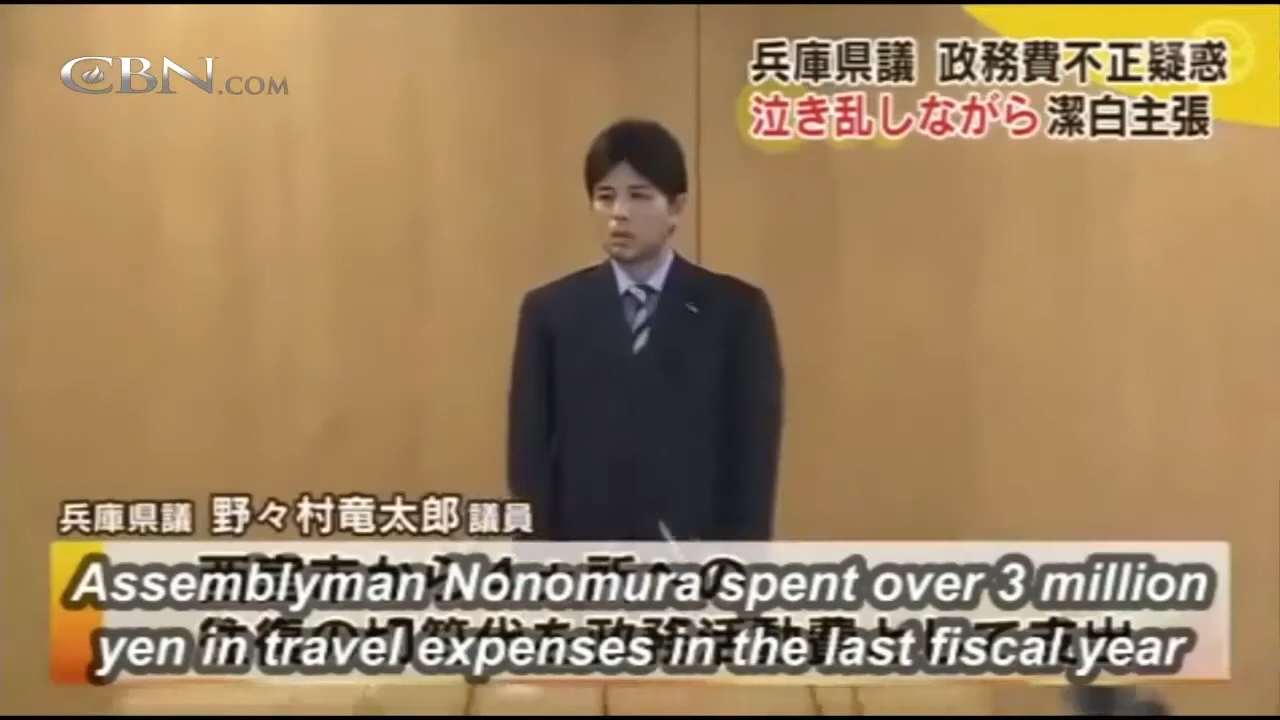 CBN.COM
兵庫県議 政務費不正疑惑
泣き乱しながら 潔白主張
兵庫県議 野々村竜太郎 議員
Assemblyman Nonomura spent over 3 million
yen in travel expenses in the last fiscal year